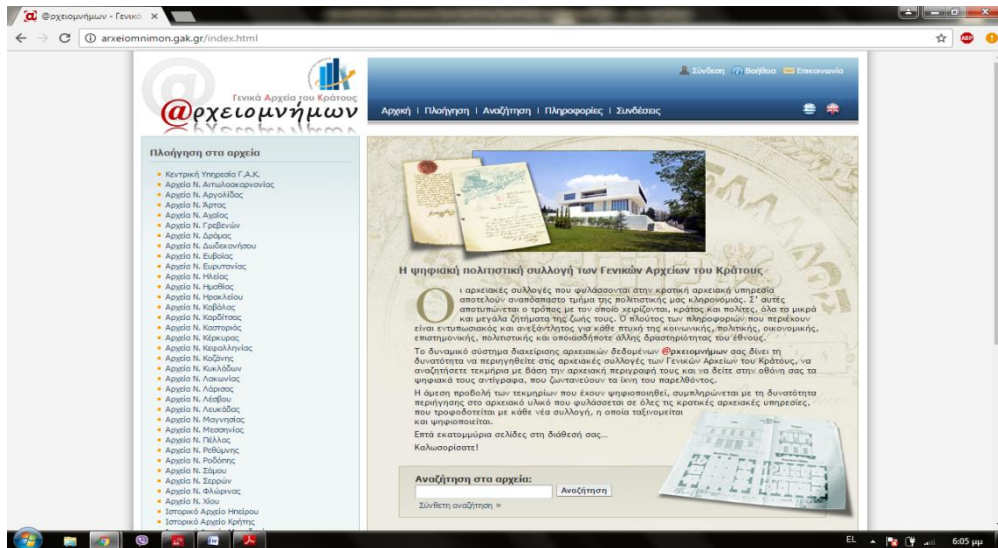 @ρχειομνήμων - Γενικό
arxeiomnimon.gak.gr/index.html
ABP
Γενικά Αρχεία του Κράτους
@ρχειομνήμων
Σύνδεση Βοήθεια Επικοινωνία
Αρχική | Πλοήγηση | Αναζήτηση | Πληροφορίες | Συνδέσεις
Πλοήγηση στα αρχεία
Κεντρική Υπηρεσία Γ.Α.Κ.
Αρχεία Ν. Αιτωλοακαρνανίας
Αρχεία Ν. Αργολίδας
Αρχεία Ν. Άρτας
Αρχεία Ν. Αχαΐας
Αρχεία Ν. Γρεβενών
Αρχεία Ν. Δράμας
Αρχεία Ν. Δωδεκανήσου
Αρχεία Ν. Ευβοίας
Αρχεία Ν. Ευρυτανίας
Αρχεία Ν. Ηλείας
Αρχεία Ν. Ημαθίας
Αρχεία Ν. Ηρακλείου
Αρχεία Ν. Καβάλας
Αρχεία Ν. Καρδίτσας
Αρχεία Ν. Καστοριάς
Αρχεία Ν. Κέρκυρας
Αρχεία Ν. Κεφαλληνίας
Αρχεία Ν. Κοζάνης
Αρχεία Ν. Κυκλάδων
Αρχεία Ν. Λακωνίας
Αρχεία Ν. Λάρισας
Αρχεία Ν. Λέσβου
Αρχεία Ν. Λευκάδας
Αρχεία Ν. Μαγνησίας
Αρχεία Ν. Μεσσηνίας
Αρχεία Ν. Πέλλας
Αρχεία Ν. Ρεθύμνης
Αρχεία Ν. Ροδόπης
Αρχεία Ν. Σάμου
Αρχεία Ν. Σερρών
Αρχεία Ν. Φλώρινας
Αρχεία Ν. Χίου
Ιστορικό Αρχείο Ηπείρου
Ιστορικό Αρχείο Κρήτης
Η ψηφιακή πολιτιστική συλλογή των Γενικών Αρχείων του Κράτους
Οι αρχειακές συλλογές που φυλάσσονται στην κρατική αρχειακή υπηρεσία
αποτελούν αναπόσπαστο τμήμα της πολιτιστικής μας κληρονομιάς. Σ' αυτές
αποτυπώνεται ο τρόπος με τον οποίο χειρίζονται, κράτος και πολίτες, όλα τα μικρά
και μεγάλα ζητήματα της ζωής τους. Ο πλούτος των πληροφοριών που περιέχουν
είναι εντυπωσιακός και ανεξάντλητος για κάθε πτυχή της κοινωνικής, πολιτικής, οικονομικής,
επιστημονικής, πολιτιστικής και οποιασδήποτε άλλης δραστηριότητας του έθνους.
Το δυναμικό σύστημα διαχείρισης αρχειακών δεδομένων @ρχειομνήμων σας δίνει τη
δυνατότητα να περιηγηθείτε στις αρχειακές συλλογές των Γενικών Αρχείων του Κράτους, να
αναζητήσετε τεκμήρια με βάση την αρχειακή περιγραφή τους και να δείτε στην οθόνη σας τα
ψηφιακά τους αντίγραφα, που ζωντανεύουν τα ίχνη του παρελθόντος.
Η άμεση προβολή των τεκμηρίων που έχουν ψηφιοποιηθεί, συμπληρώνεται με τη δυνατότητα
περιήγησης στο αρχειακό υλικό που φυλάσσεται σε όλες τις κρατικές αρχειακές υπηρεσίες,
που τροφοδοτείται με κάθε νέα συλλογή, η οποία ταξινομείται
και ψηφιοποιείται.
Επτά εκατομμύρια σελίδες στη διάθεσή σας...
Καλωσορίσατε!
Αναζήτηση στα αρχεία:
Αναζήτηση
Σύνθετη αναζήτηση »
EL
6:05 μμ